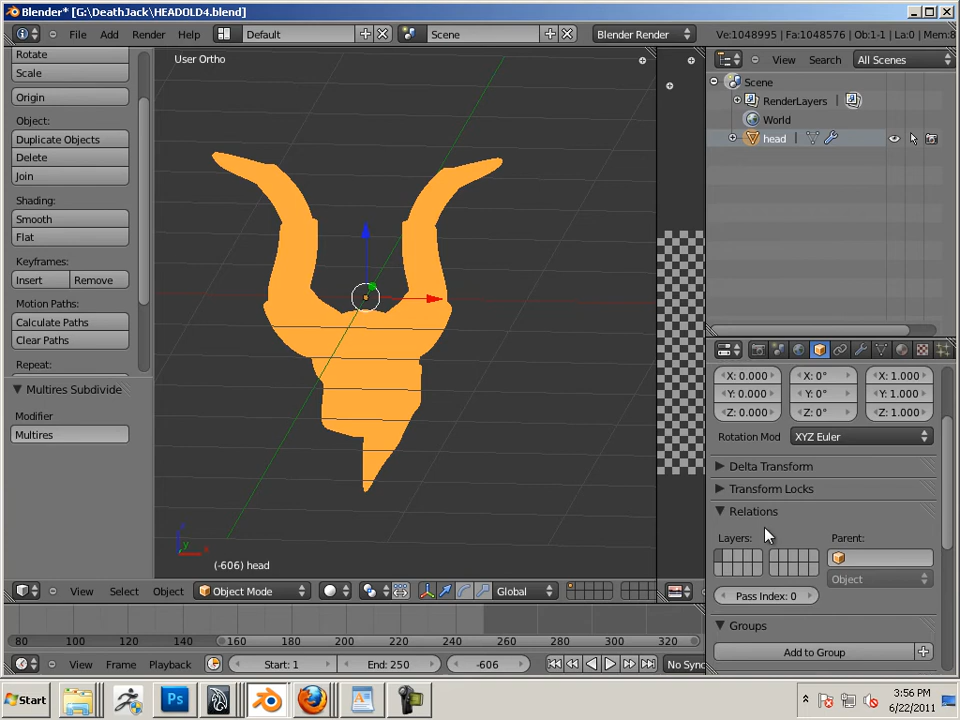 Blender* [G:\DeathJack\HEADOLD4.blend]
File Add Render Help Default Scene Blender Render Ve:1048995 | Fa:1048576 | Ob:1-1 | La:0 | Mem:8
Rotate
Scale
Origin
Object:
Duplicate Objects
Delete
Join
Shading:
Smooth
Flat
Keyframes:
Insert Remove
Motion Paths:
Calculate Paths
Clear Paths
Repeat:
Multires Subdivide
Modifier
Multires
User Ortho
z
y
x
(-606) head
View Select Object Object Mode Global
View Search All Scenes
Scene
RenderLayers |
World
head | 
X: 0.000 X: 0° X: 1.000
Y: 0.000 Y: 0° Y: 1.000
Z: 0.000 Z: 0° Z: 1.000
Rotation Mod XYZ Euler
Delta Transform
Transform Locks
Relations
Layers: Parent:
Object
Pass Index: 0
Groups
Add to Group
80 100 120 140 160 180 200 220 240 260 280 300 320
View Frame Playback Start: 1 End: 250 -606 No Sync
Start Ps 3:56 PM
6/22/2011